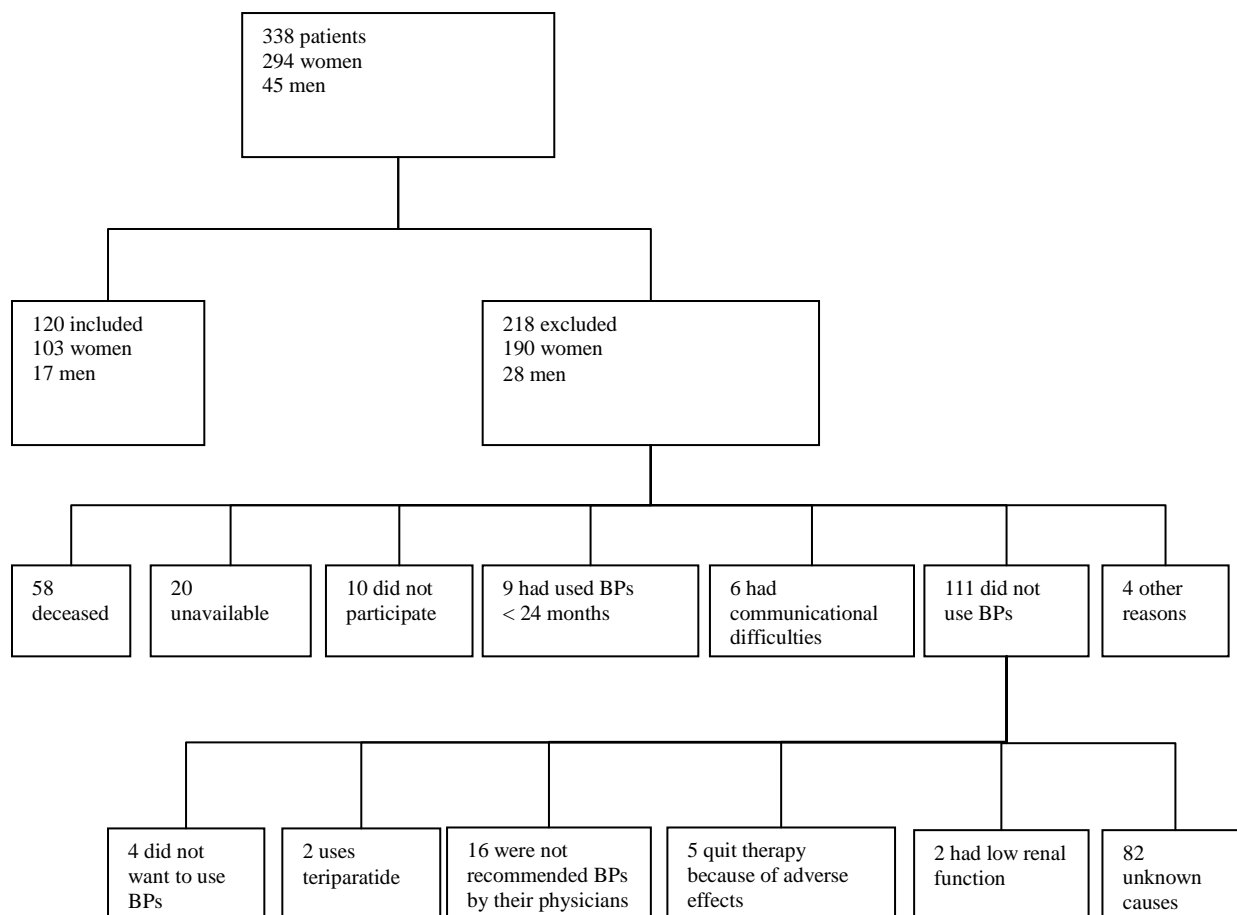 338 patients
294 women
45 men
120 included
103 women
17 men
218 excluded
190 women
28 men
58
deceased
20
unavailable
10 did not
participate
9 had used BPs
< 24 months
6 had
communicational
difficulties
111 did not
use BPs
4 other
reasons
4 did not
want to use
BPs
2 uses
teriparatide
16 were not
recommended BPs
by their physicians
5 quit therapy
because of adverse
effects
2 had low renal
function
82
unknown
causes